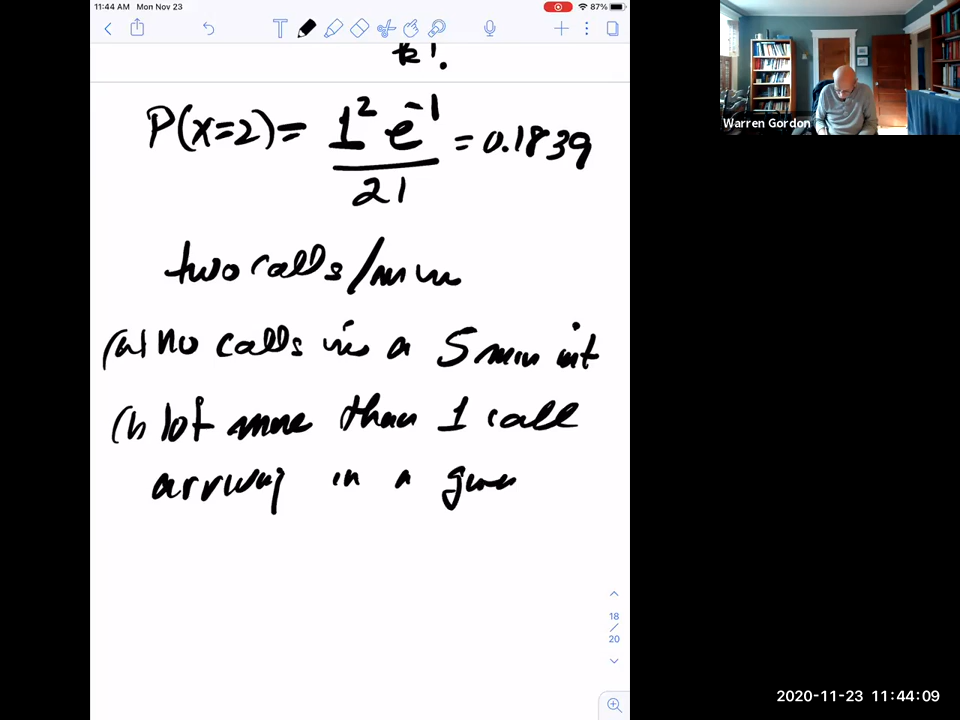 11:44 AM Mon Nov 23
87%
k!
P(x=2) = 1² e⁻¹ / 2! = 0.1839
two calls/min
(a) no calls in a 5 min int
(b) of more than 1 call
arriving in a given
18
/
20
Warren Gordon
2020-11-23 11:44:09